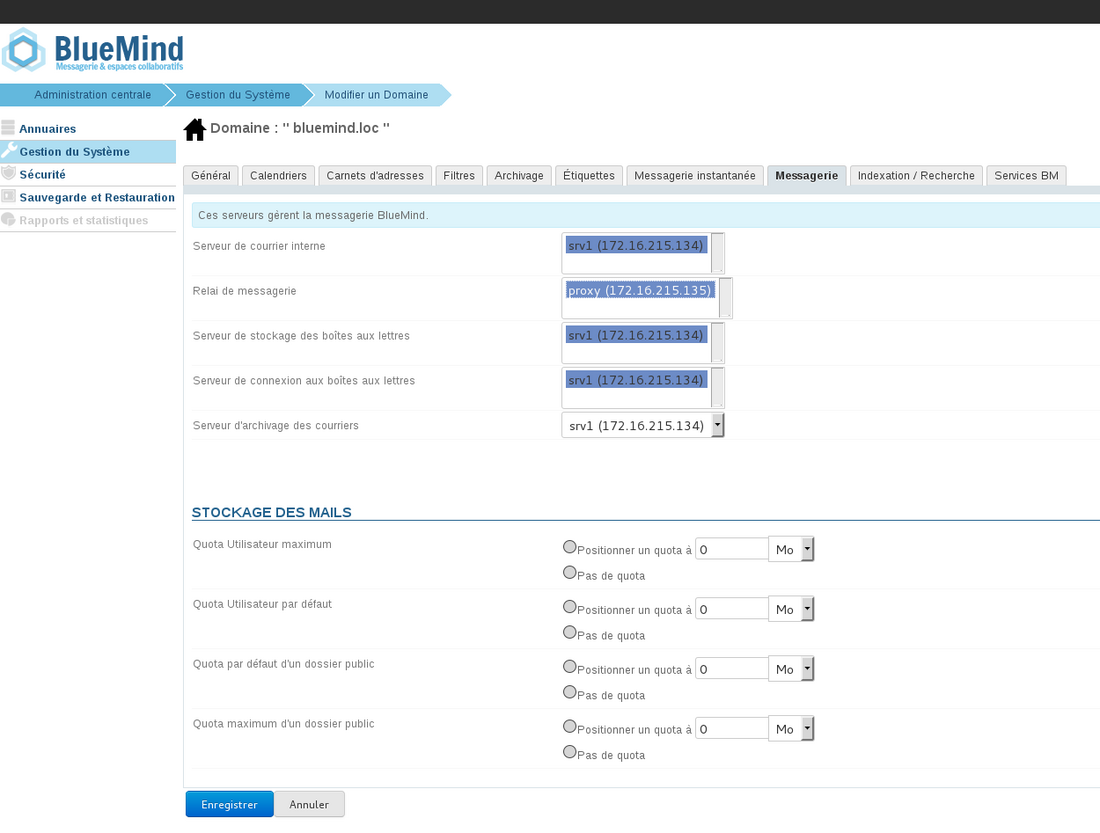 BlueMind
Messagerie & espaces collaboratifs
Administration centrale
Gestion du Système
Modifier un Domaine
Annuaires
Gestion du Système
Sécurité
Sauvegarde et Restauration
Rapports et statistiques
Domaine : " bluemind.loc "
Général
Calendriers
Carnets d'adresses
Filtres
Archivage
Étiquettes
Messagerie instantanée
Messagerie
Indexation / Recherche
Services BM
Ces serveurs gèrent la messagerie BlueMind.
Serveur de courrier interne
srv1 (172.16.215.134)
Relai de messagerie
proxy (172.16.215.135)
Serveur de stockage des boîtes aux lettres
srv1 (172.16.215.134)
Serveur de connexion aux boîtes aux lettres
srv1 (172.16.215.134)
Serveur d'archivage des courriers
srv1 (172.16.215.134)
STOCKAGE DES MAILS
Quota Utilisateur maximum
Positionner un quota à 0 Mo
Pas de quota
Quota Utilisateur par défaut
Positionner un quota à 0 Mo
Pas de quota
Quota par défaut d'un dossier public
Positionner un quota à 0 Mo
Pas de quota
Quota maximum d'un dossier public
Positionner un quota à 0 Mo
Pas de quota
Enregistrer
Annuler